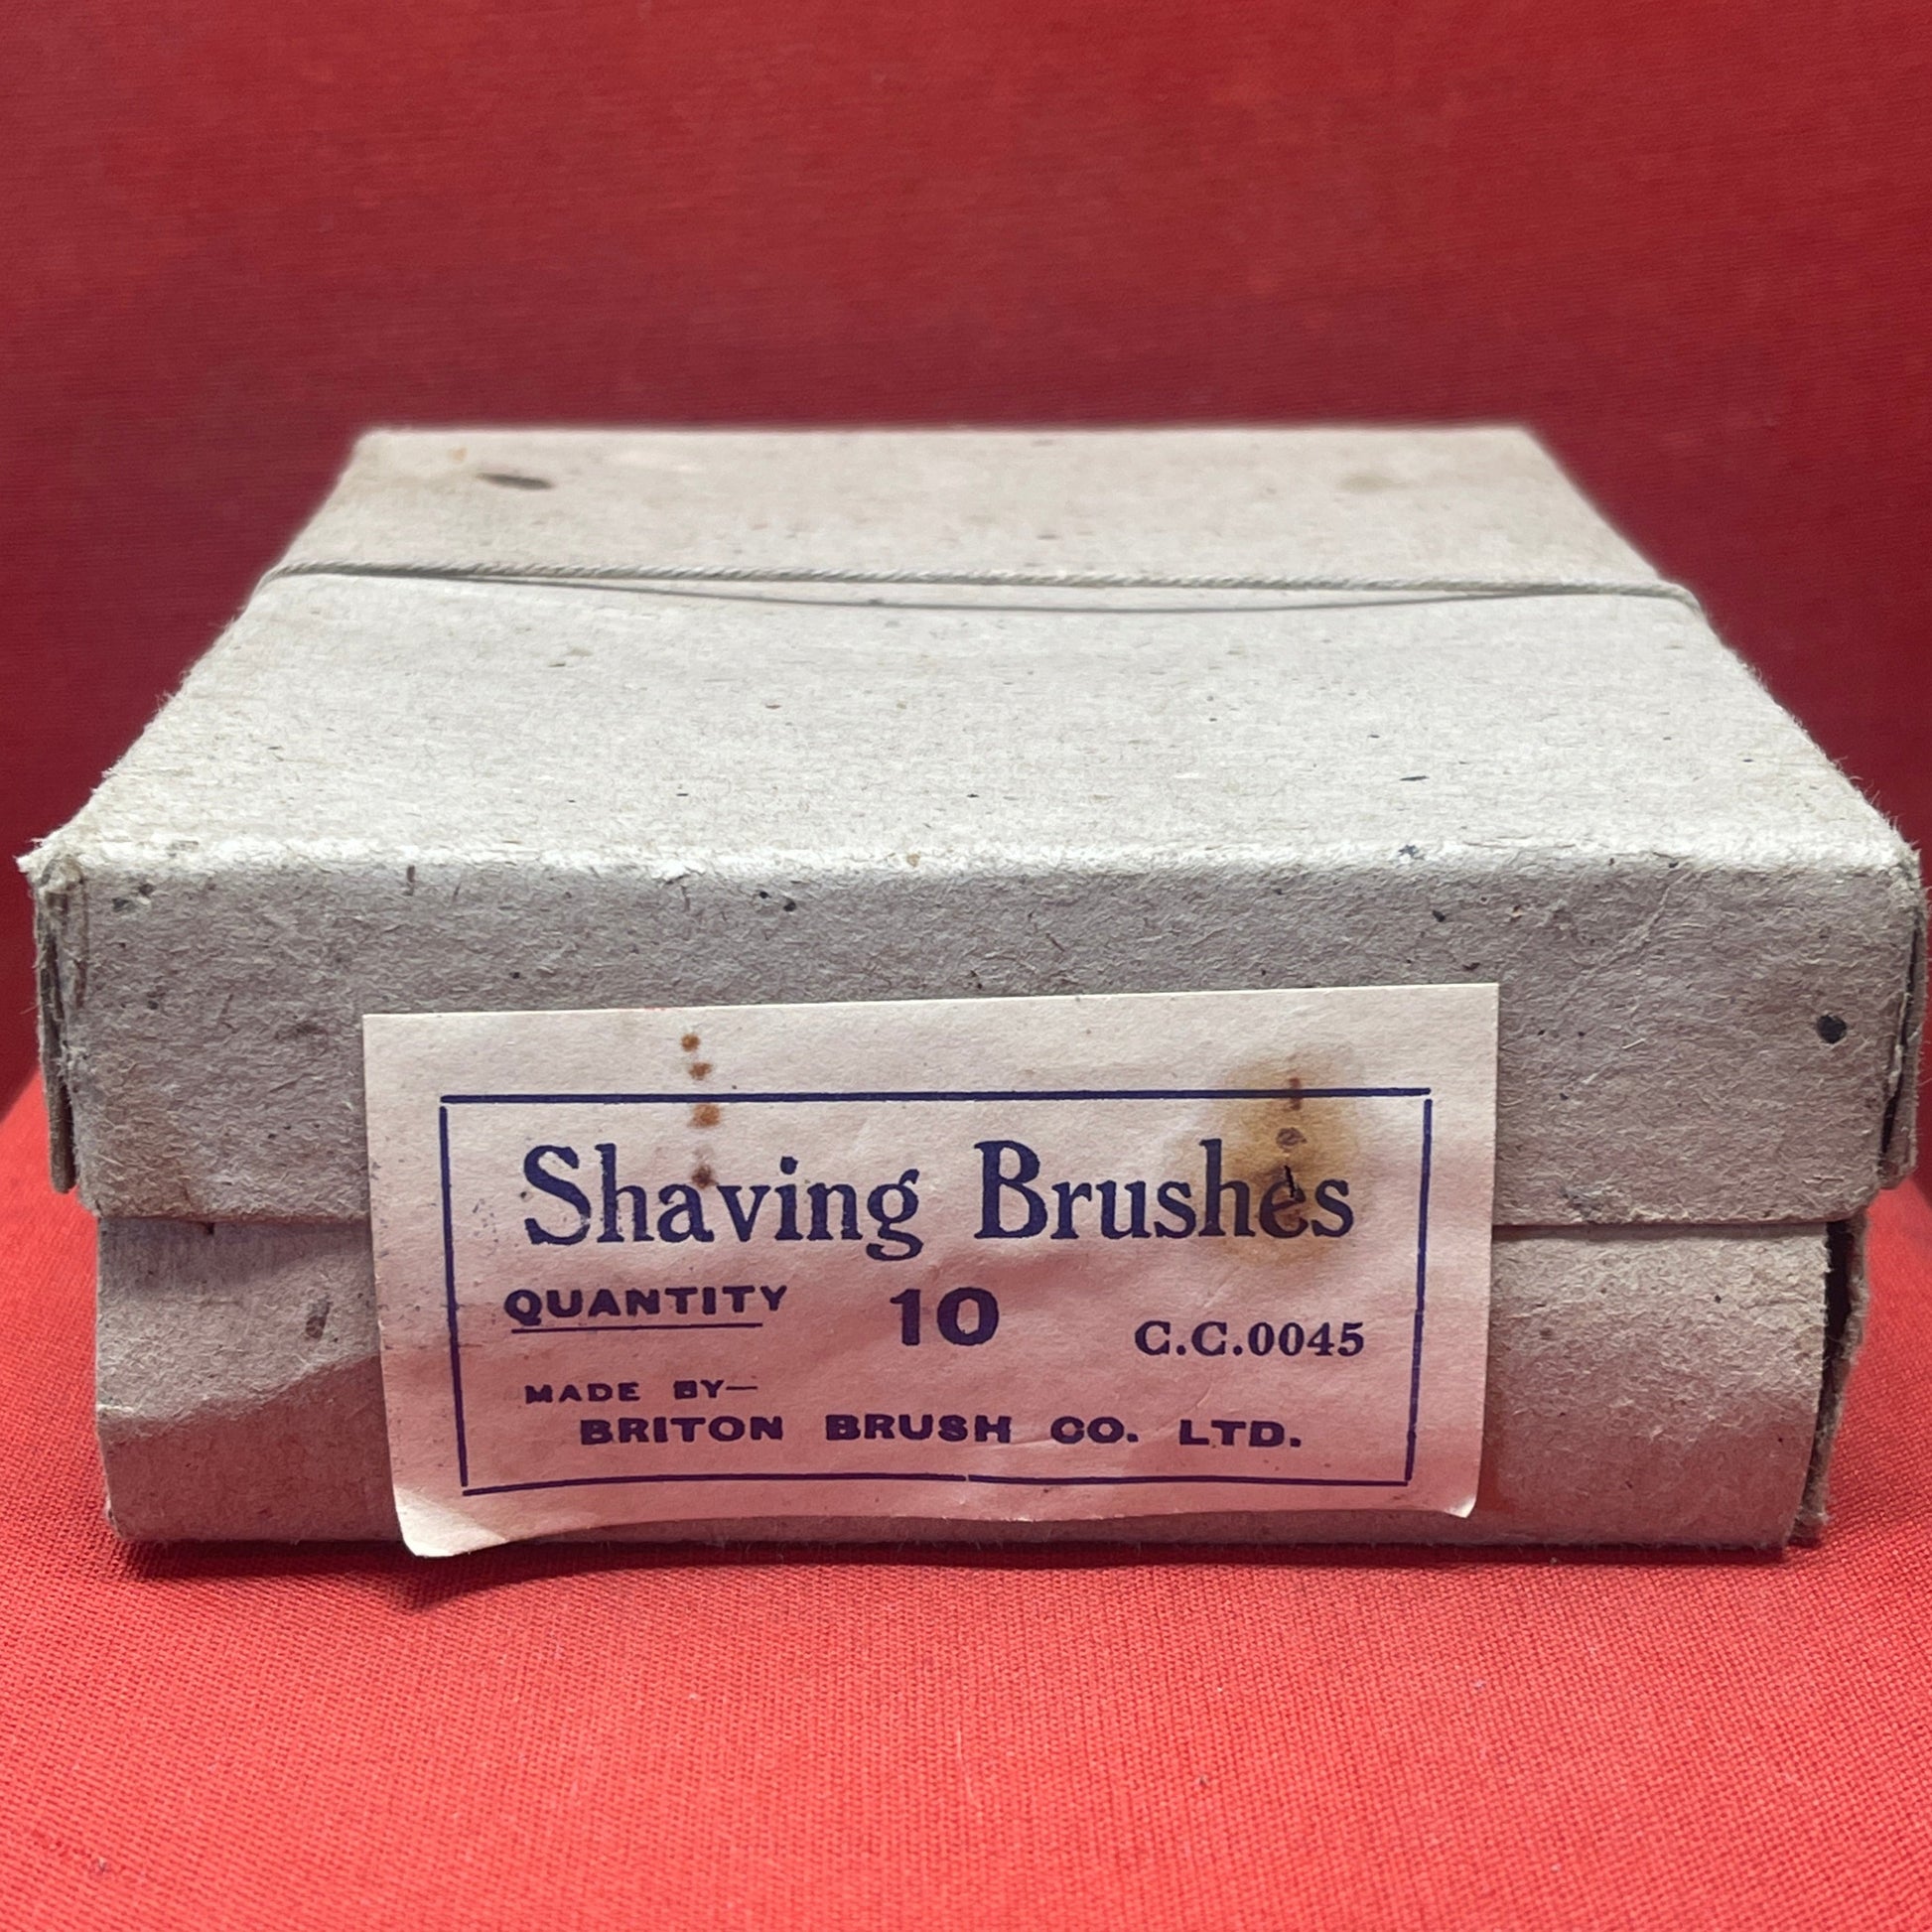 Shaving Brushes
QUANTITY 10 C.C.0045
MADE BY—
BRITON BRUSH CO. LTD.